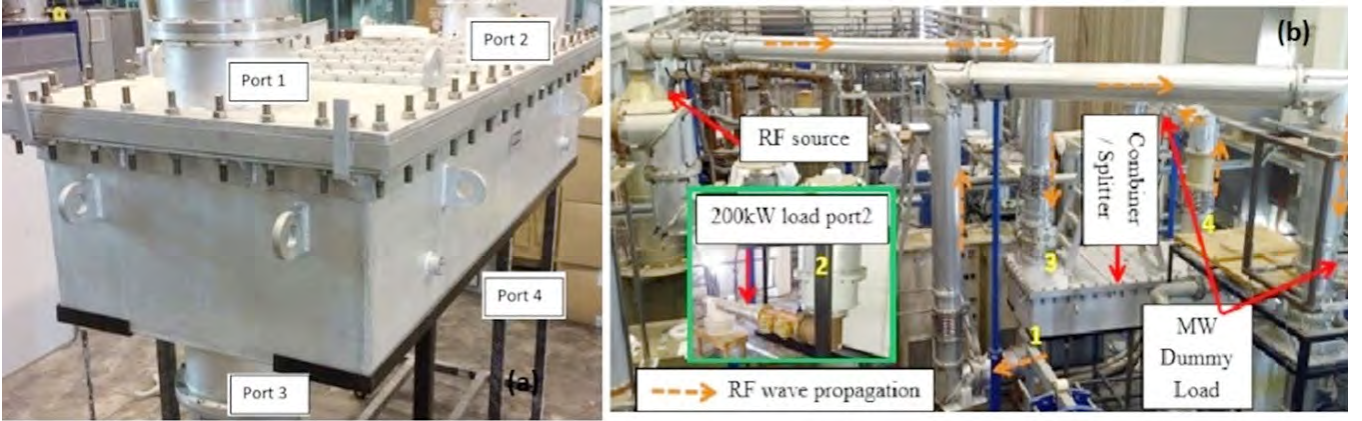 Port 1
Port 2
Port 4
Port 3
(a)
(b)
RF source
Combiner
/ Splitter
200kW load port2
2
3
4
1
MW
Dummy
Load
RF wave propagation